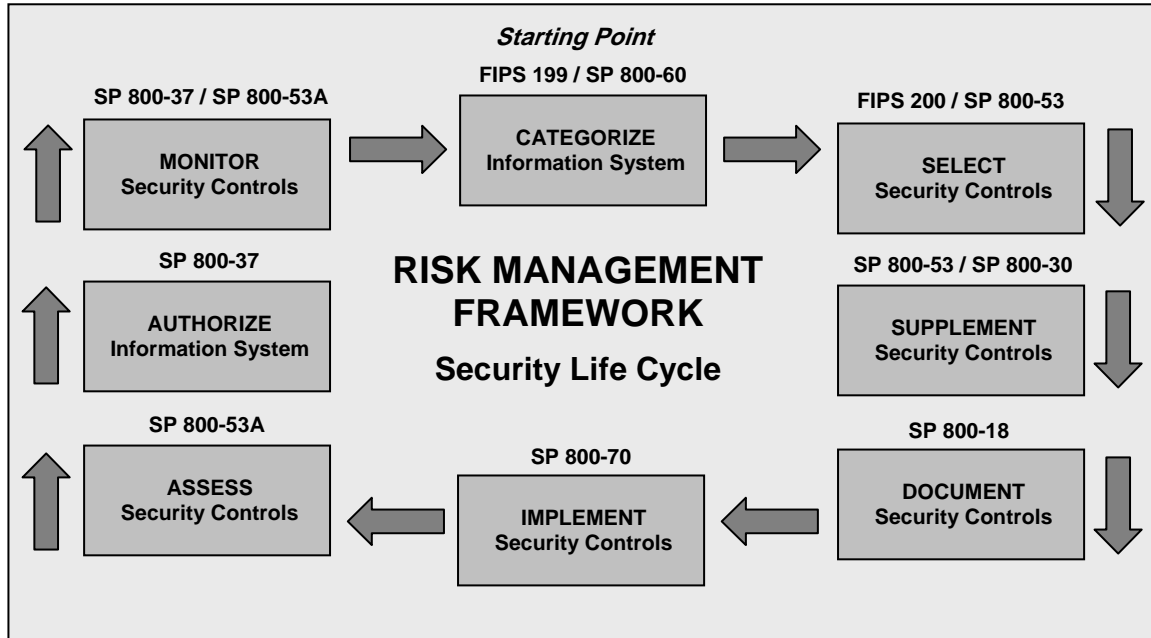 Starting Point
FIPS 199 / SP 800-60
CATEGORIZE
Information System
FIPS 200 / SP 800-53
SELECT
Security Controls
SP 800-53 / SP 800-30
SUPPLEMENT
Security Controls
SP 800-18
DOCUMENT
Security Controls
SP 800-70
IMPLEMENT
Security Controls
SP 800-53A
ASSESS
Security Controls
SP 800-37
AUTHORIZE
Information System
SP 800-37 / SP 800-53A
MONITOR
Security Controls
RISK MANAGEMENT
FRAMEWORK
Security Life Cycle